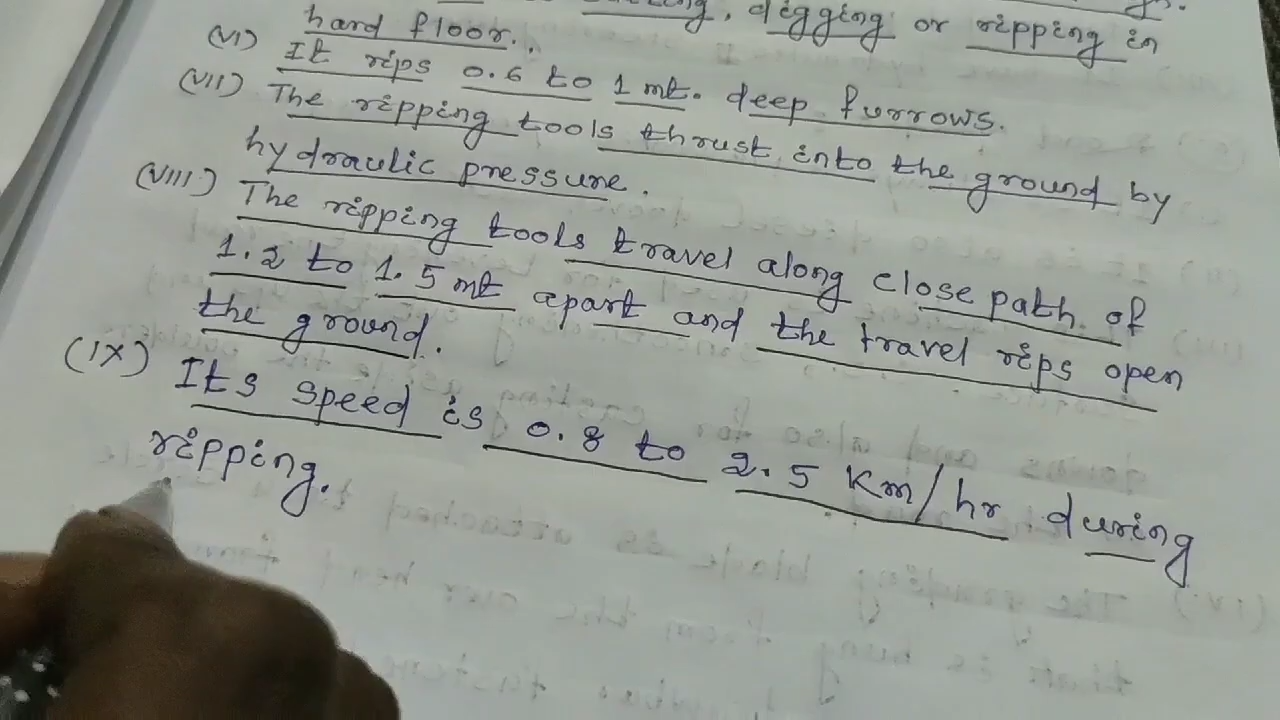 digging or ripping in
hard floor.
(VI) It rips 0.6 to 1 mt. deep furrows.
(VII) The ripping tools thrust into the ground by
hydraulic pressure.
(VIII) The ripping tools travel along close path of
1.2 to 1.5 mt apart and the travel rips open
the ground.
(IX) Its speed is 0.8 to 2.5 Km/hr during
ripping.